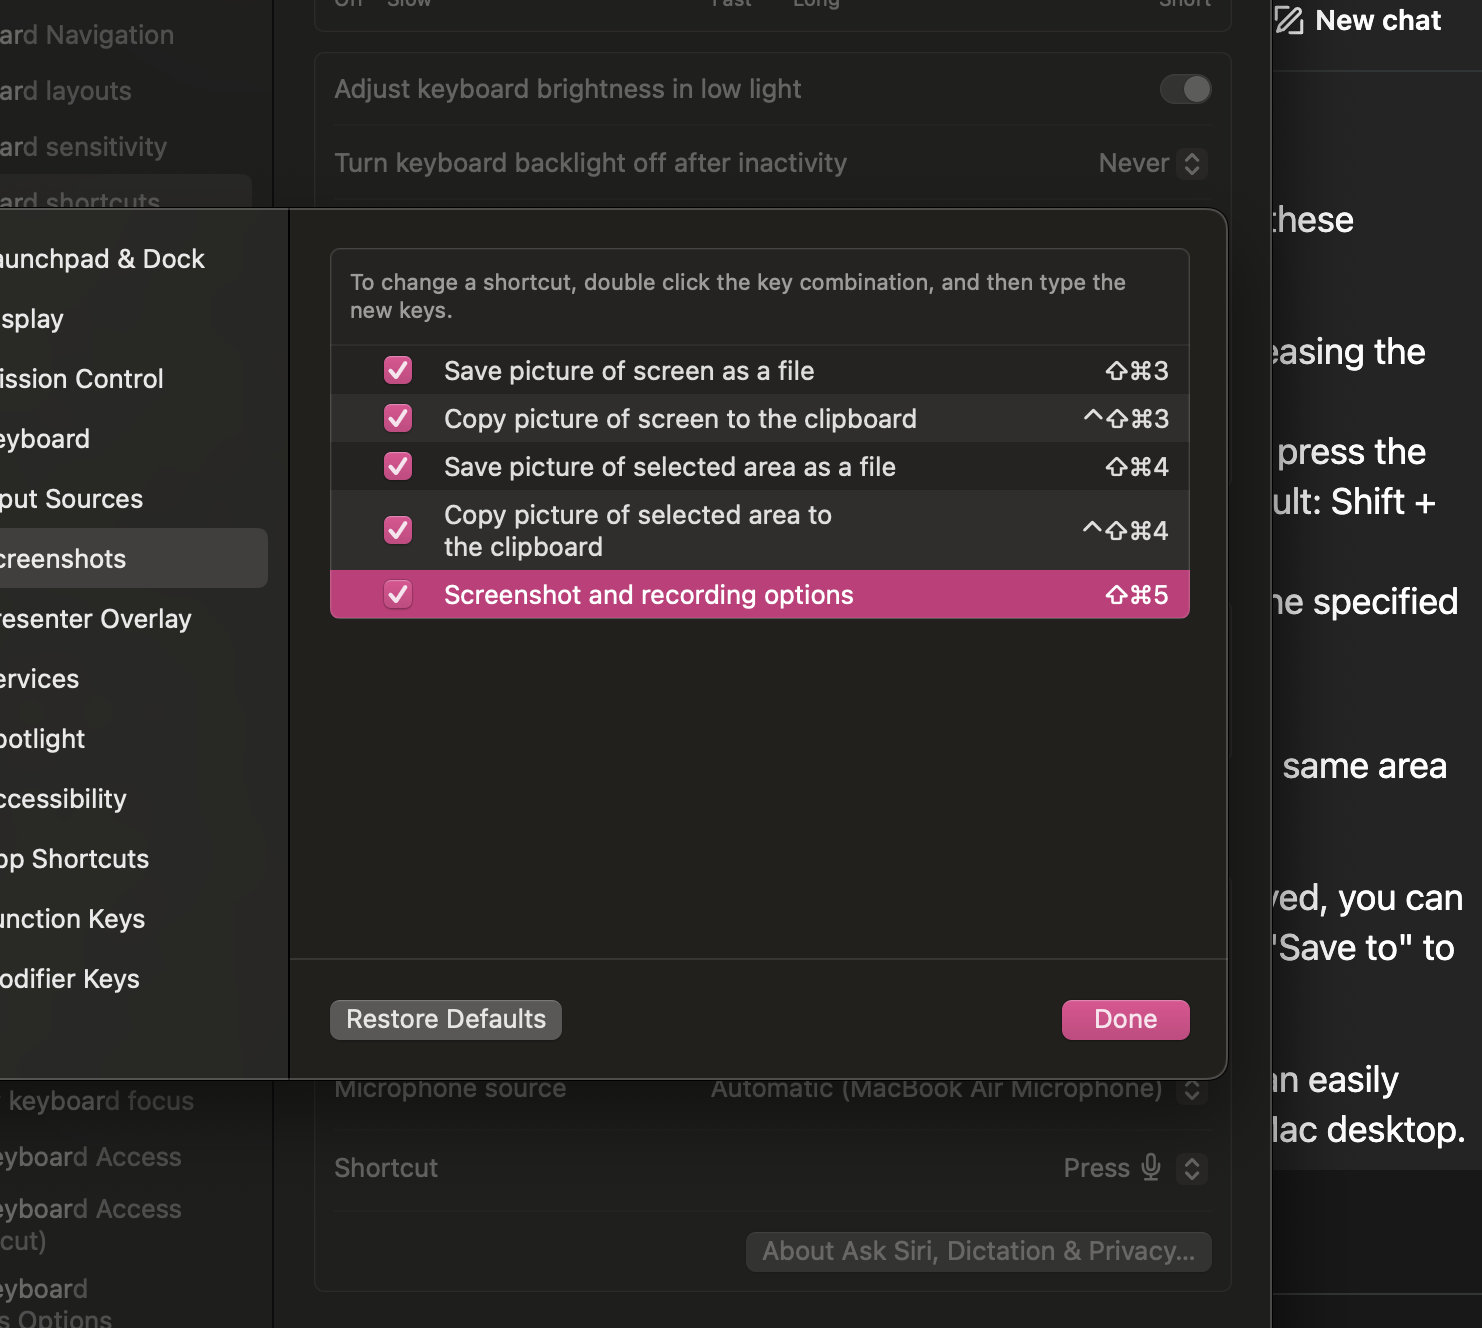 Off Slow Fast Long Short
New chat
ard Navigation
ard layouts
ard sensitivity
ard shortcuts
Adjust keyboard brightness in low light
Turn keyboard backlight off after inactivity Never
aunchpad & Dock
splay
ission Control
eyboard
put Sources
creenshots
resenter Overlay
ervices
potlight
ccessibility
pp Shortcuts
unction Keys
odifier Keys
To change a shortcut, double click the key combination, and then type the
new keys.
Save picture of screen as a file ⇧⌘3
Copy picture of screen to the clipboard ^⇧⌘3
Save picture of selected area as a file ⇧⌘4
Copy picture of selected area to
the clipboard ^⇧⌘4
Screenshot and recording options ⇧⌘5
Restore Defaults Done
keyboard focus
eyboard Access
eyboard Access
cut)
eyboard
s Options
Microphone source Automatic (MacBook Air Microphone)
Shortcut Press
About Ask Siri, Dictation & Privacy...
these
easing the
press the
ult: Shift +
he specified
same area
ved, you can
"Save to" to
an easily
Mac desktop.